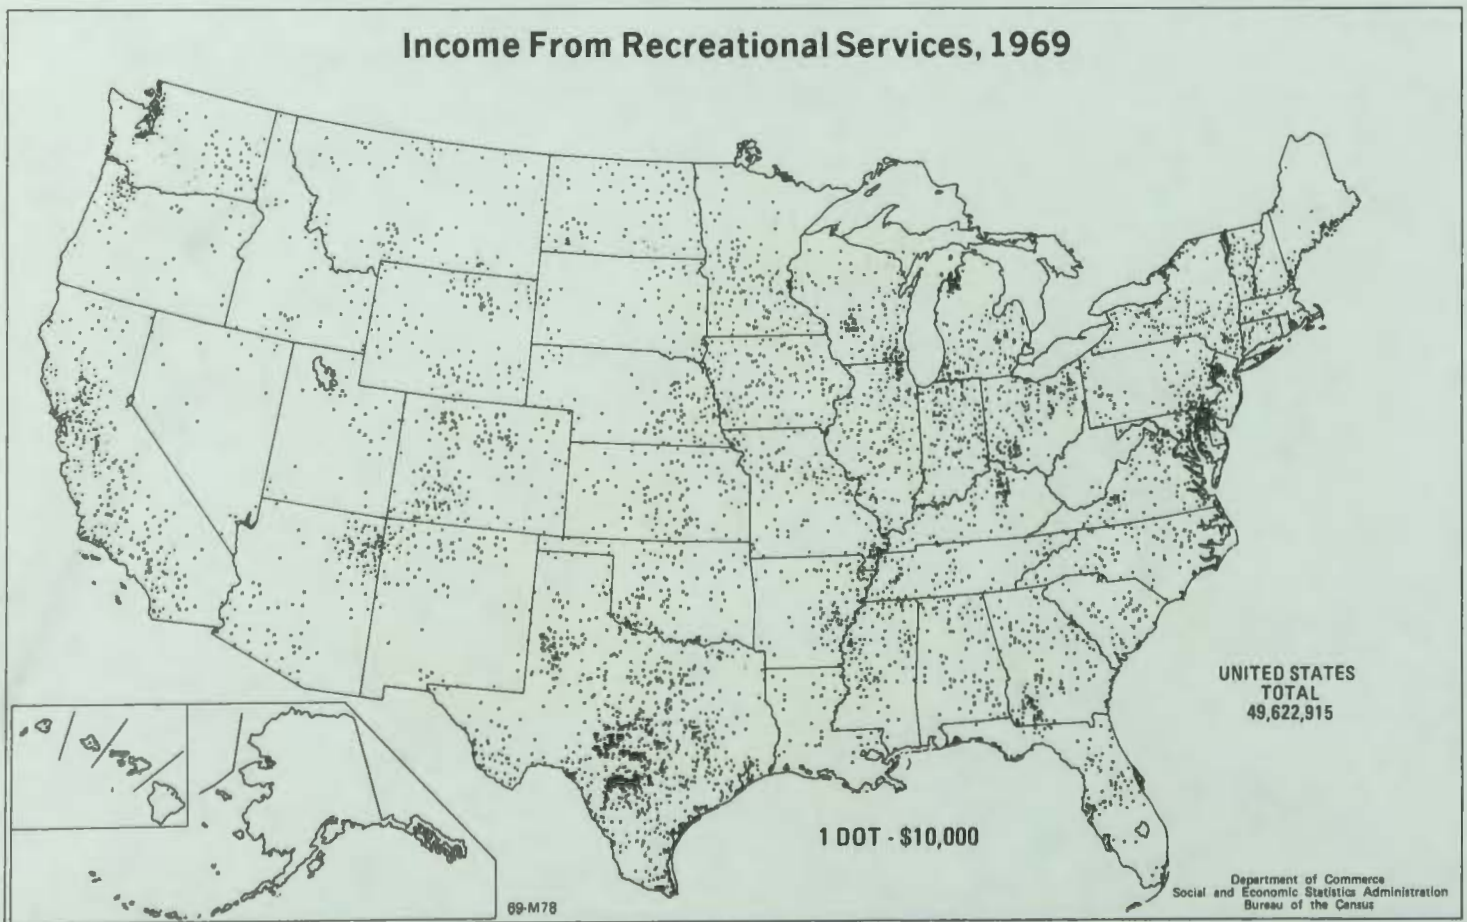 Income From Recreational Services, 1969
UNITED STATES
TOTAL
49,622,915
1 DOT - $10,000
69-M78
Department of Commerce
Social and Economic Statistics Administration
Bureau of the Census